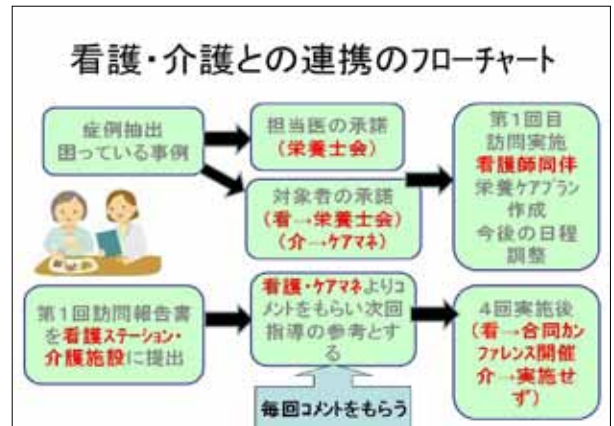 看護・介護との連携のフローチャート
症例抽出
困っている事例
担当医の承諾
（栄養士会）
対象者の承諾
（看→栄養士会）
（介→ケアマネ）
第1回目
訪問実施
看護師同伴
栄養ケアプラン
作成
今後の日程
調整
第1回訪問報告書
を看護ステーション・
介護施設に提出
看護・ケアマネよりコ
メントをもらい次回
指導の参考とす
る
毎回コメントをもらう
4回実施後
（看→合同カン
ファレンス開催
介→実施せ
ず）